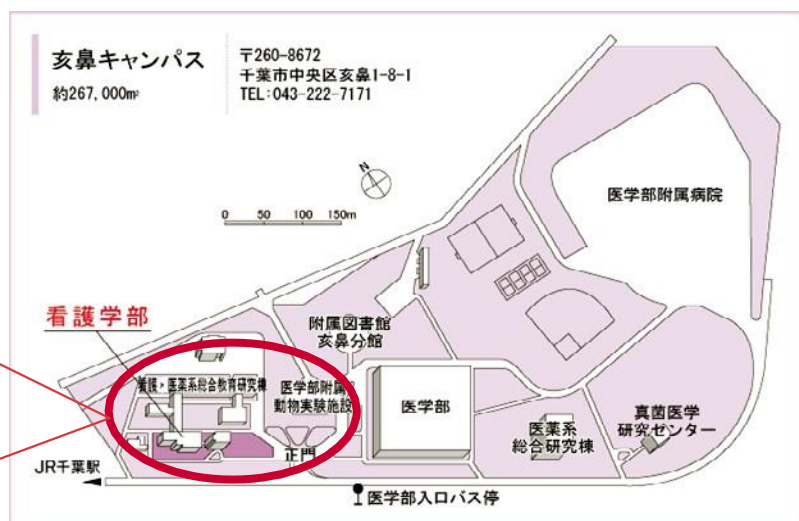 亥鼻キャンパス
約267,000㎡
〒260-8672
千葉市中央区亥鼻1-8-1
TEL:043-222-7171
N
0 50 100 150m
医学部附属病院
看護学部
附属図書館
亥鼻分館
看護・医薬系総合教育研究棟
医学部附属
動物実験施設
医学部
医薬系
総合研究棟
真菌医学
研究センター
正門
JR千葉駅
医学部入口バス停